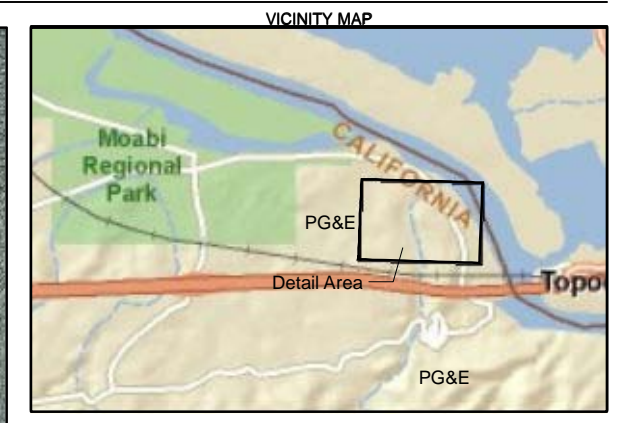 VICINITY MAP
Moabi
Regional
Park
CALIFORNIA
PG&E
Detail Area
Topo
PG&E